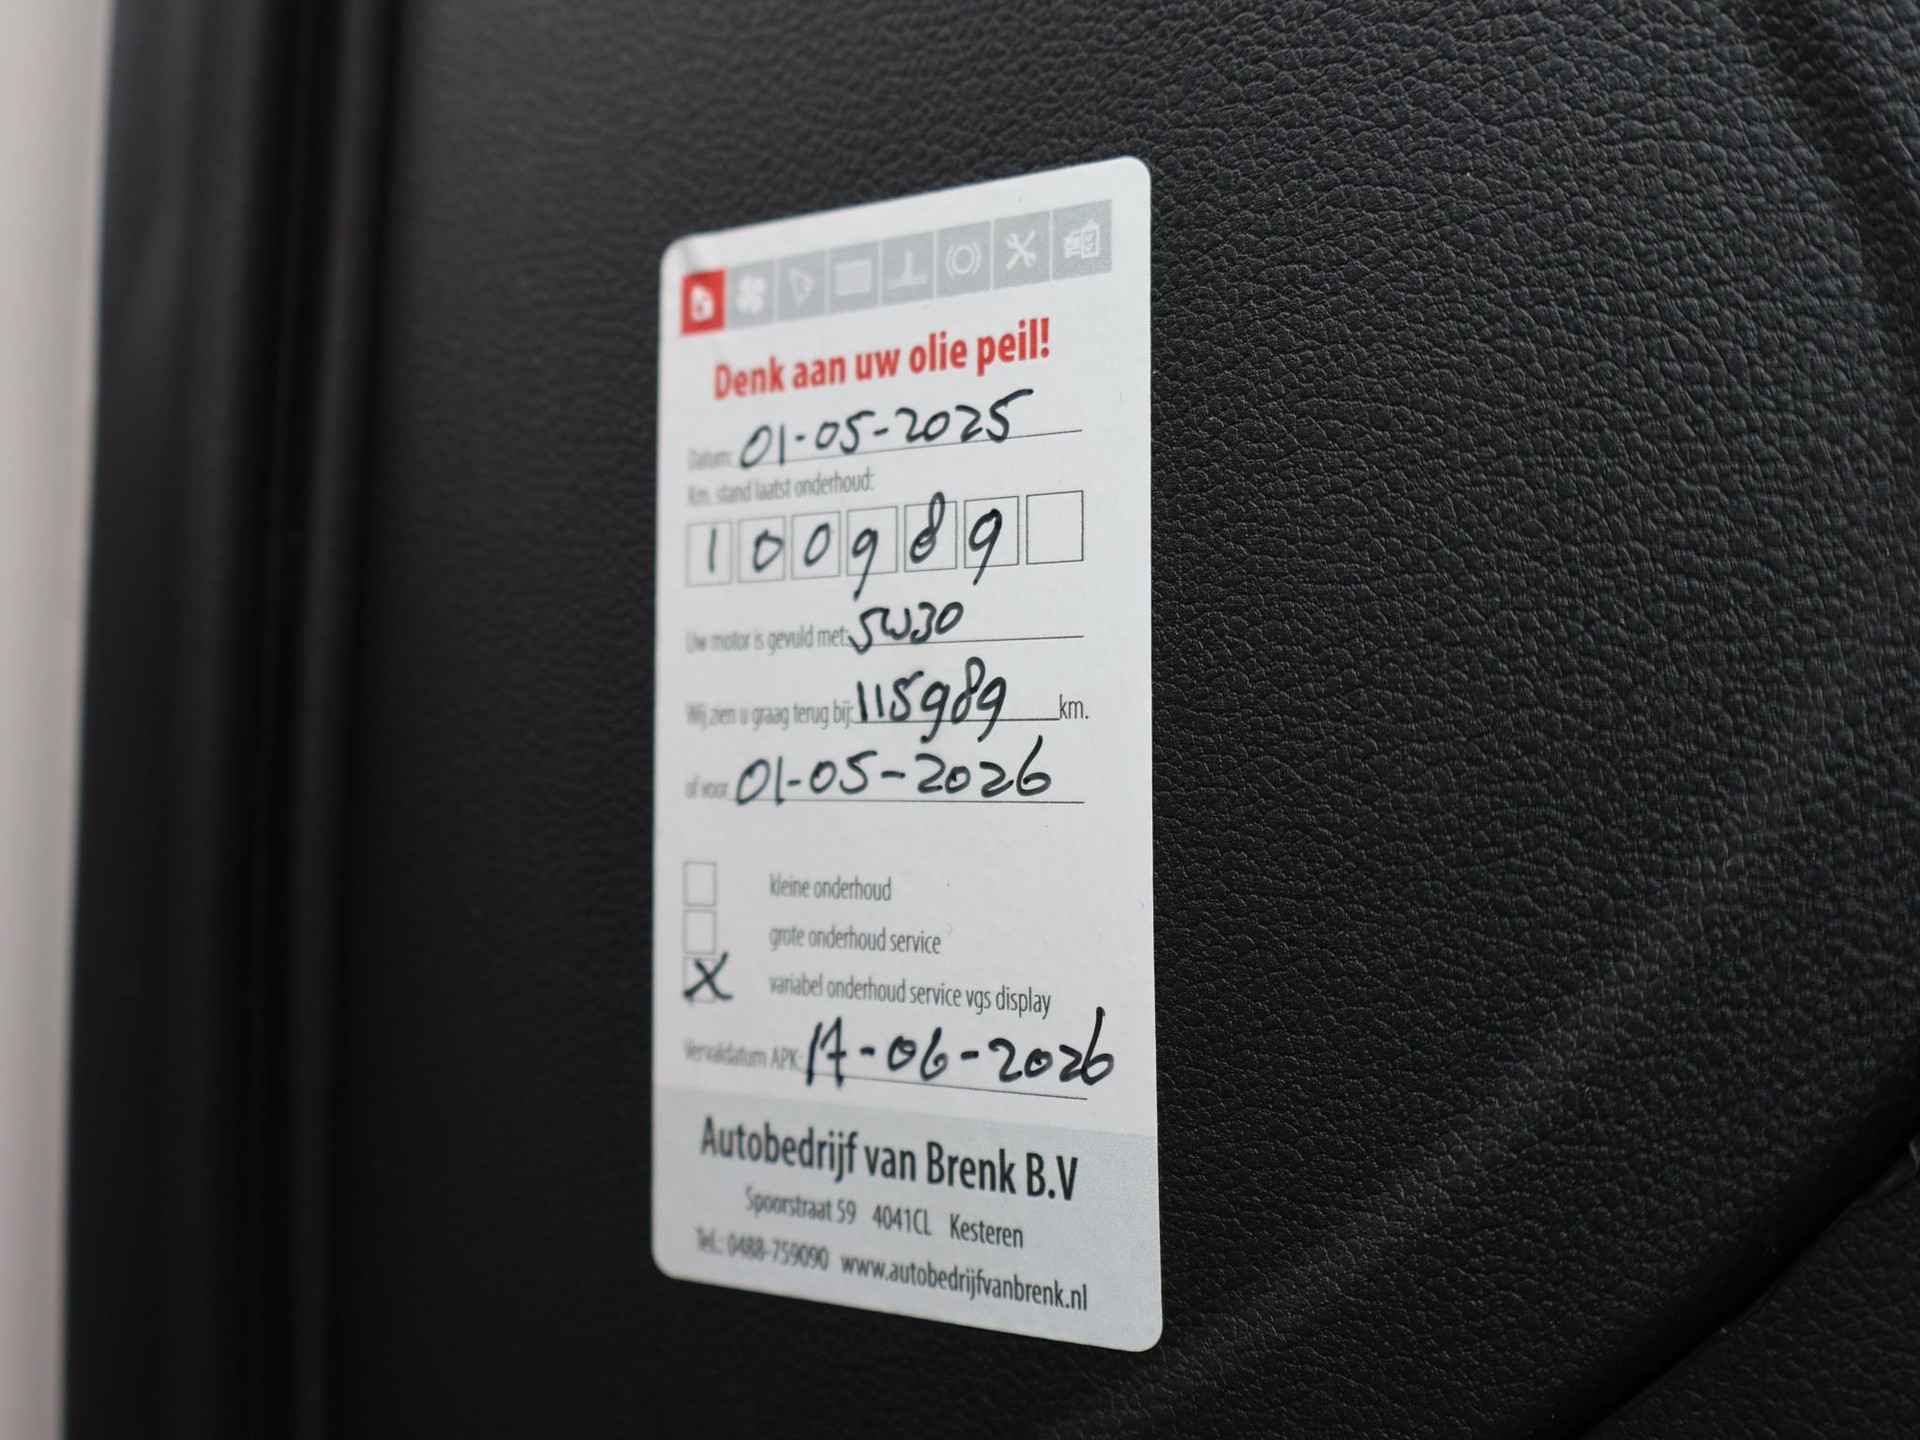 Denk aan uw olie peil!
Datum: 01-05-2025
Km. stand laatst onderhoud:
100989
Uw motor is gevuld met: 5W30
Wij zien u graag terug bij: 115989 km.
of voor 01-05-2026
kleine onderhoud
grote onderhoud service
X variabel onderhoud service vgs display
Vervaldatum APK: 17-06-2026
Autobedrijf van Brenk B.V
Spoorstraat 59 4041CL Kesteren
Tel.: 0488-759090 www.autobedrijfvanbrenk.nl